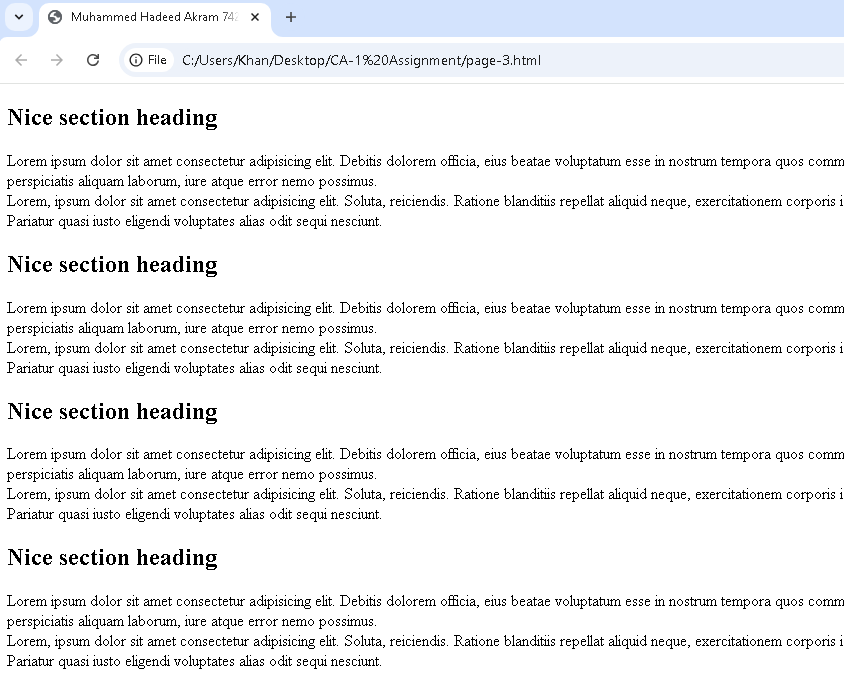 Muhammed Hadeed Akram 742
File C:/Users/Khan/Desktop/CA-1%20Assignment/page-3.html
Nice section heading
Lorem ipsum dolor sit amet consectetur adipisicing elit. Debitis dolorem officia, eius beatae voluptatum esse in nostrum tempora quos comm
perspiciatis aliquam laborum, iure atque error nemo possimus.
Lorem, ipsum dolor sit amet consectetur adipisicing elit. Soluta, reiciendis. Ratione blanditiis repellat aliquid neque, exercitationem corporis i
Pariatur quasi iusto eligendi voluptates alias odit sequi nesciunt.
Nice section heading
Lorem ipsum dolor sit amet consectetur adipisicing elit. Debitis dolorem officia, eius beatae voluptatum esse in nostrum tempora quos comm
perspiciatis aliquam laborum, iure atque error nemo possimus.
Lorem, ipsum dolor sit amet consectetur adipisicing elit. Soluta, reiciendis. Ratione blanditiis repellat aliquid neque, exercitationem corporis i
Pariatur quasi iusto eligendi voluptates alias odit sequi nesciunt.
Nice section heading
Lorem ipsum dolor sit amet consectetur adipisicing elit. Debitis dolorem officia, eius beatae voluptatum esse in nostrum tempora quos comm
perspiciatis aliquam laborum, iure atque error nemo possimus.
Lorem, ipsum dolor sit amet consectetur adipisicing elit. Soluta, reiciendis. Ratione blanditiis repellat aliquid neque, exercitationem corporis i
Pariatur quasi iusto eligendi voluptates alias odit sequi nesciunt.
Nice section heading
Lorem ipsum dolor sit amet consectetur adipisicing elit. Debitis dolorem officia, eius beatae voluptatum esse in nostrum tempora quos comm
perspiciatis aliquam laborum, iure atque error nemo possimus.
Lorem, ipsum dolor sit amet consectetur adipisicing elit. Soluta, reiciendis. Ratione blanditiis repellat aliquid neque, exercitationem corporis i
Pariatur quasi iusto eligendi voluptates alias odit sequi nesciunt.